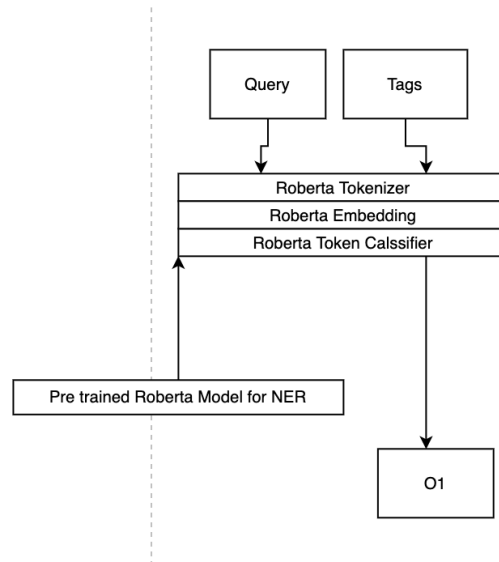 Query
Tags
Roberta Tokenizer
Roberta Embedding
Roberta Token Calssifier
Pre trained Roberta Model for NER
O1